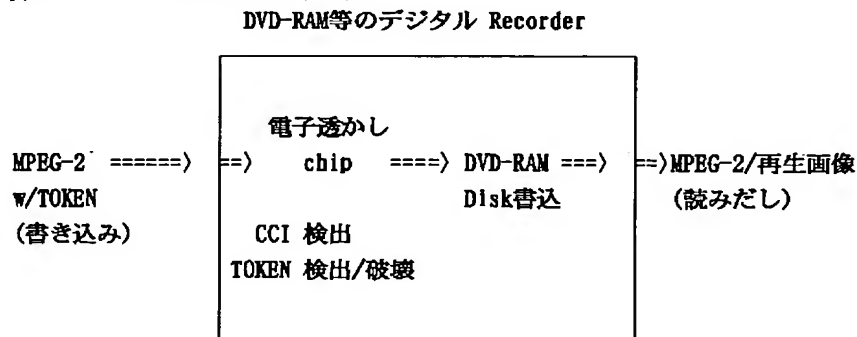 DVD-RAM等のデジタル Recorder
電子透かし
MPEG-2 ======〉 ==〉 chip ====〉 DVD-RAM ===〉 ==〉MPEG-2/再生画像
w/TOKEN Disk書込 (読みだし)
(書き込み) CCI 検出
TOKEN 検出/破壊